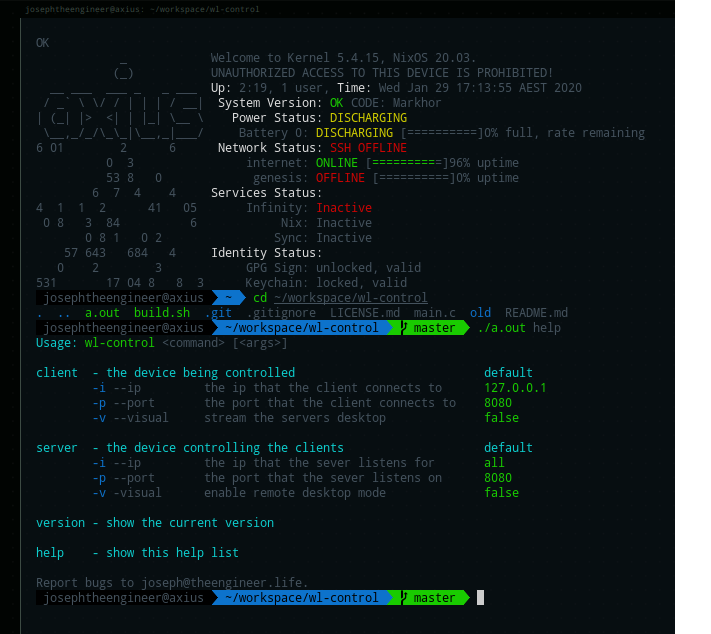 josephtheengineer@axius: ~/workspace/wl-control
OK
Welcome to Kernel 5.4.15, NixOS 20.03.
UNAUTHORIZED ACCESS TO THIS DEVICE IS PROHIBITED!
Up: 2:19, 1 user, Time: Wed Jan 29 17:13:55 AEST 2020
System Version: OK CODE: Markhor
Power Status: DISCHARGING
Battery 0: DISCHARGING [==========]0% full, rate remaining
6 01 2 6 Network Status: SSH OFFLINE
0 3 internet: ONLINE [==========]96% uptime
53 8 0 genesis: OFFLINE [==========]0% uptime
6 7 4 4 Services Status:
4 1 1 2 41 05 Infinity: Inactive
0 8 3 84 6 Nix: Inactive
0 8 1 0 2 Sync: Inactive
57 643 684 4 Identity Status:
0 2 3 GPG Sign: unlocked, valid
531 17 04 8 8 3 Keychain: locked, valid
josephtheengineer@axius ~ cd ~/workspace/wl-control
. .. a.out build.sh .git .gitignore LICENSE.md main.c old README.md
josephtheengineer@axius ~/workspace/wl-control master ./a.out help
Usage: wl-control <command> [<args>]
client - the device being controlled default
-i --ip the ip that the client connects to 127.0.0.1
-p --port the port that the client connects to 8080
-v --visual stream the servers desktop false
server - the device controlling the clients default
-i --ip the ip that the sever listens for all
-p --port the port that the sever listens on 8080
-v -visual enable remote desktop mode false
version - show the current version
help - show this help list
Report bugs to joseph@theengineer.life.
josephtheengineer@axius ~/workspace/wl-control master